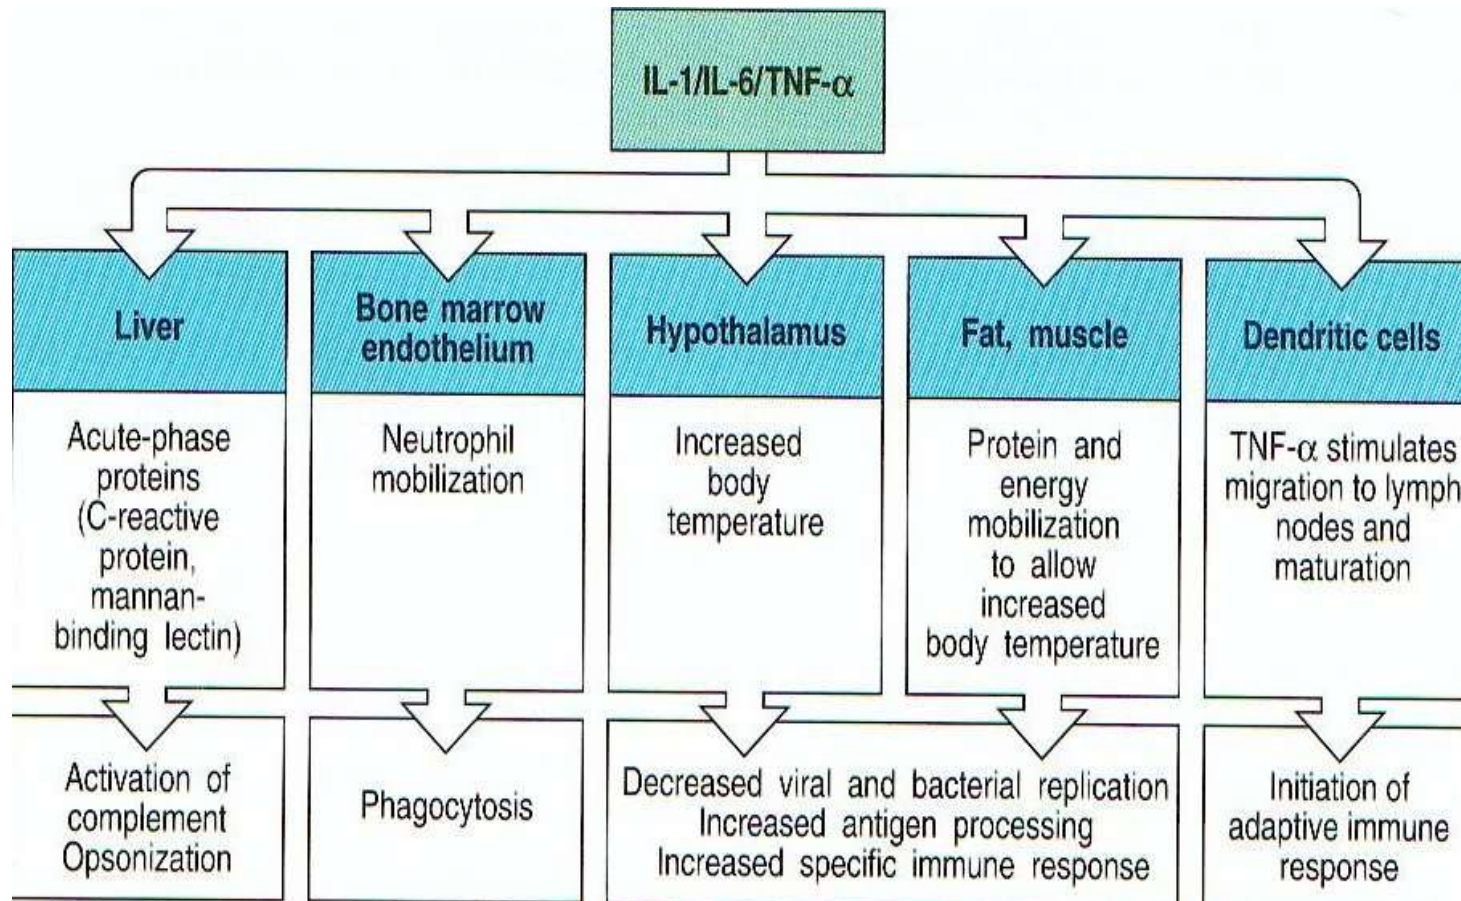 IL-1/IL-6/TNF-α
Liver
Acute-phase
proteins
(C-reactive
protein,
mannan-
binding lectin)
Activation of
complement
Opsonization
Bone marrow
endothelium
Neutrophil
mobilization
Phagocytosis
Hypothalamus
Increased
body
temperature
Fat, muscle
Protein and
energy
mobilization
to allow
increased
body temperature
Decreased viral and bacterial replication
Increased antigen processing
Increased specific immune response
Dendritic cells
TNF-α stimulates
migration to lymph
nodes and
maturation
Initiation of
adaptive immune
response